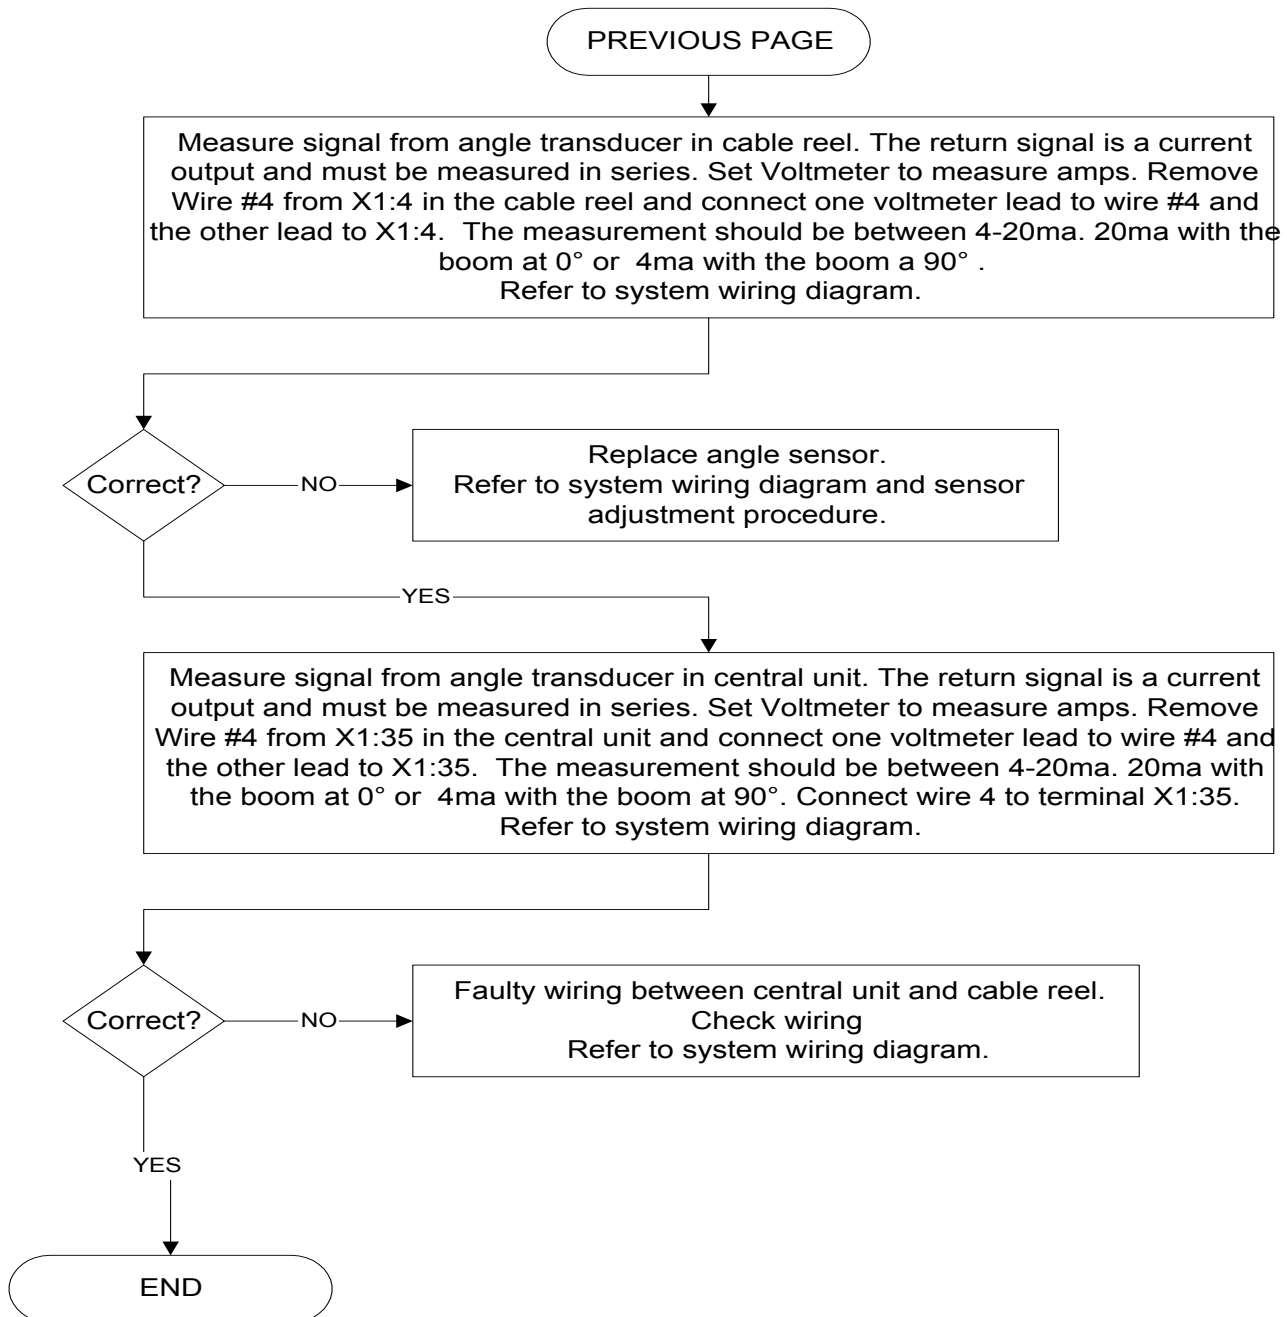 PREVIOUS PAGE
Measure signal from angle transducer in cable reel. The return signal is a current
output and must be measured in series. Set Voltmeter to measure amps. Remove
Wire #4 from X1:4 in the cable reel and connect one voltmeter lead to wire #4 and
the other lead to X1:4.  The measurement should be between 4-20ma. 20ma with the
boom at 0° or  4ma with the boom a 90° .
Refer to system wiring diagram.
Correct?
NO
Replace angle sensor.
Refer to system wiring diagram and sensor
adjustment procedure.
YES
Measure signal from angle transducer in central unit. The return signal is a current
output and must be measured in series. Set Voltmeter to measure amps. Remove
Wire #4 from X1:35 in the central unit and connect one voltmeter lead to wire #4 and
the other lead to X1:35.  The measurement should be between 4-20ma. 20ma with
the boom at 0° or  4ma with the boom at 90°. Connect wire 4 to terminal X1:35.
Refer to system wiring diagram.
Correct?
NO
Faulty wiring between central unit and cable reel.
Check wiring
Refer to system wiring diagram.
YES
END